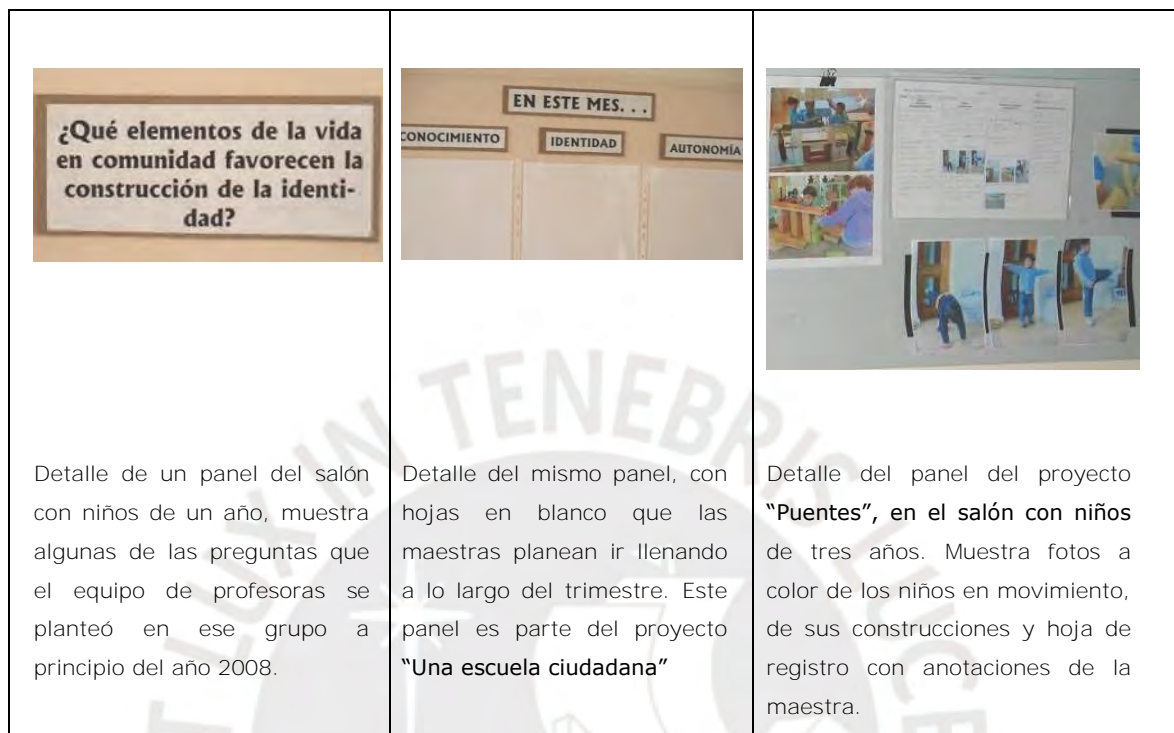 ¿Qué elementos de la vida
en comunidad favorecen la
construcción de la identi-
dad?
EN ESTE MES. . .
CONOCIMIENTO
IDENTIDAD
AUTONOMÍA
Detalle de un panel del salón
con niños de un año, muestra
algunas de las preguntas que
el equipo de profesoras se
planteó en ese grupo a
principio del año 2008.
Detalle del mismo panel, con
hojas en blanco que las
maestras planean ir llenando
a lo largo del trimestre. Este
panel es parte del proyecto
“Una escuela ciudadana”
Detalle del panel del proyecto
“Puentes”, en el salón con niños
de tres años. Muestra fotos a
color de los niños en movimiento,
de sus construcciones y hoja de
registro con anotaciones de la
maestra.
ET LUX IN TENEBRIS LUCET